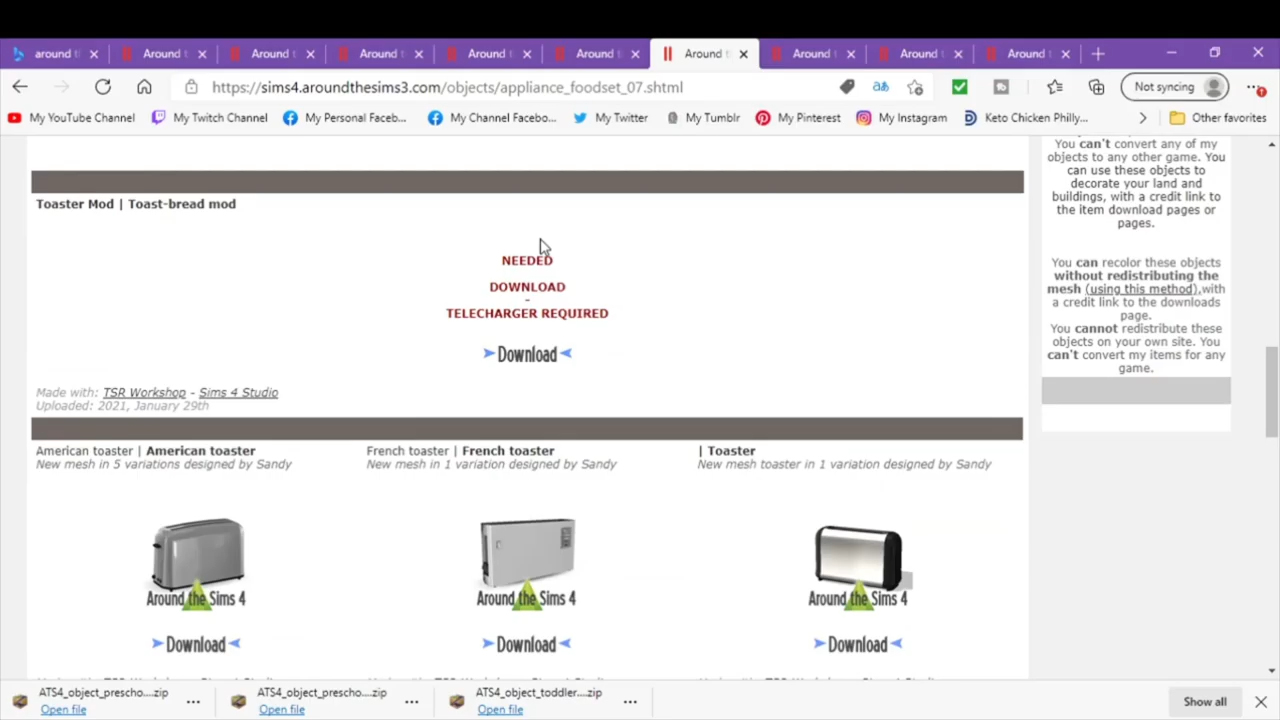 around t
Around t
Around t
Around t
Around t
Around t
Around t
Around t
Around t
Around t
https://sims4.aroundthesims3.com/objects/appliance_foodset_07.shtml
Not syncing
My YouTube Channel
My Twitch Channel
My Personal Faceb...
My Channel Facebo...
My Twitter
My Tumblr
My Pinterest
My Instagram
Keto Chicken Philly...
Other favorites
You can't convert any of my
objects to any other game. You
can use these objects to
decorate your land and
buildings, with a credit link to
the item download pages or
pages.
You can recolor these objects
without redistributing the
mesh (using this method),with
a credit link to the downloads
page.
You cannot redistribute these
objects on your own site. You
can't convert my items for any
game.
Toaster Mod | Toast-bread mod
NEEDED
DOWNLOAD
-
TELECHARGER REQUIRED
Download
Made with: TSR Workshop - Sims 4 Studio
Uploaded: 2021, January 29th
American toaster | American toaster
New mesh in 5 variations designed by Sandy
French toaster | French toaster
New mesh in 1 variation designed by Sandy
| Toaster
New mesh toaster in 1 variation designed by Sandy
Around the Sims 4
Around the Sims 4
Around the Sims 4
Download
Download
Download
ATS4_object_prescho....zip
Open file
ATS4_object_prescho....zip
Open file
ATS4_object_toddler....zip
Open file
Show all